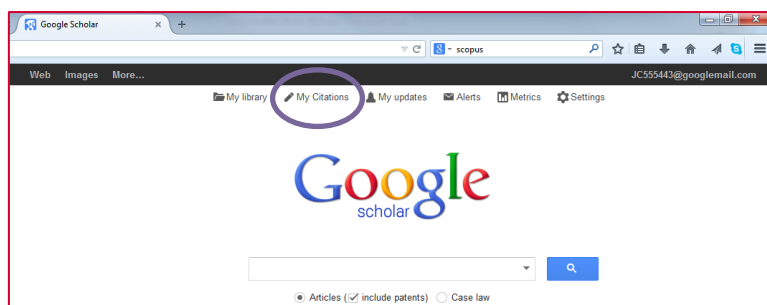 Google Scholar
scopus
Web Images More... JC555443@googlemail.com
My library My Citations My updates Alerts Metrics Settings
Google
scholar
Articles ( include patents) Case law